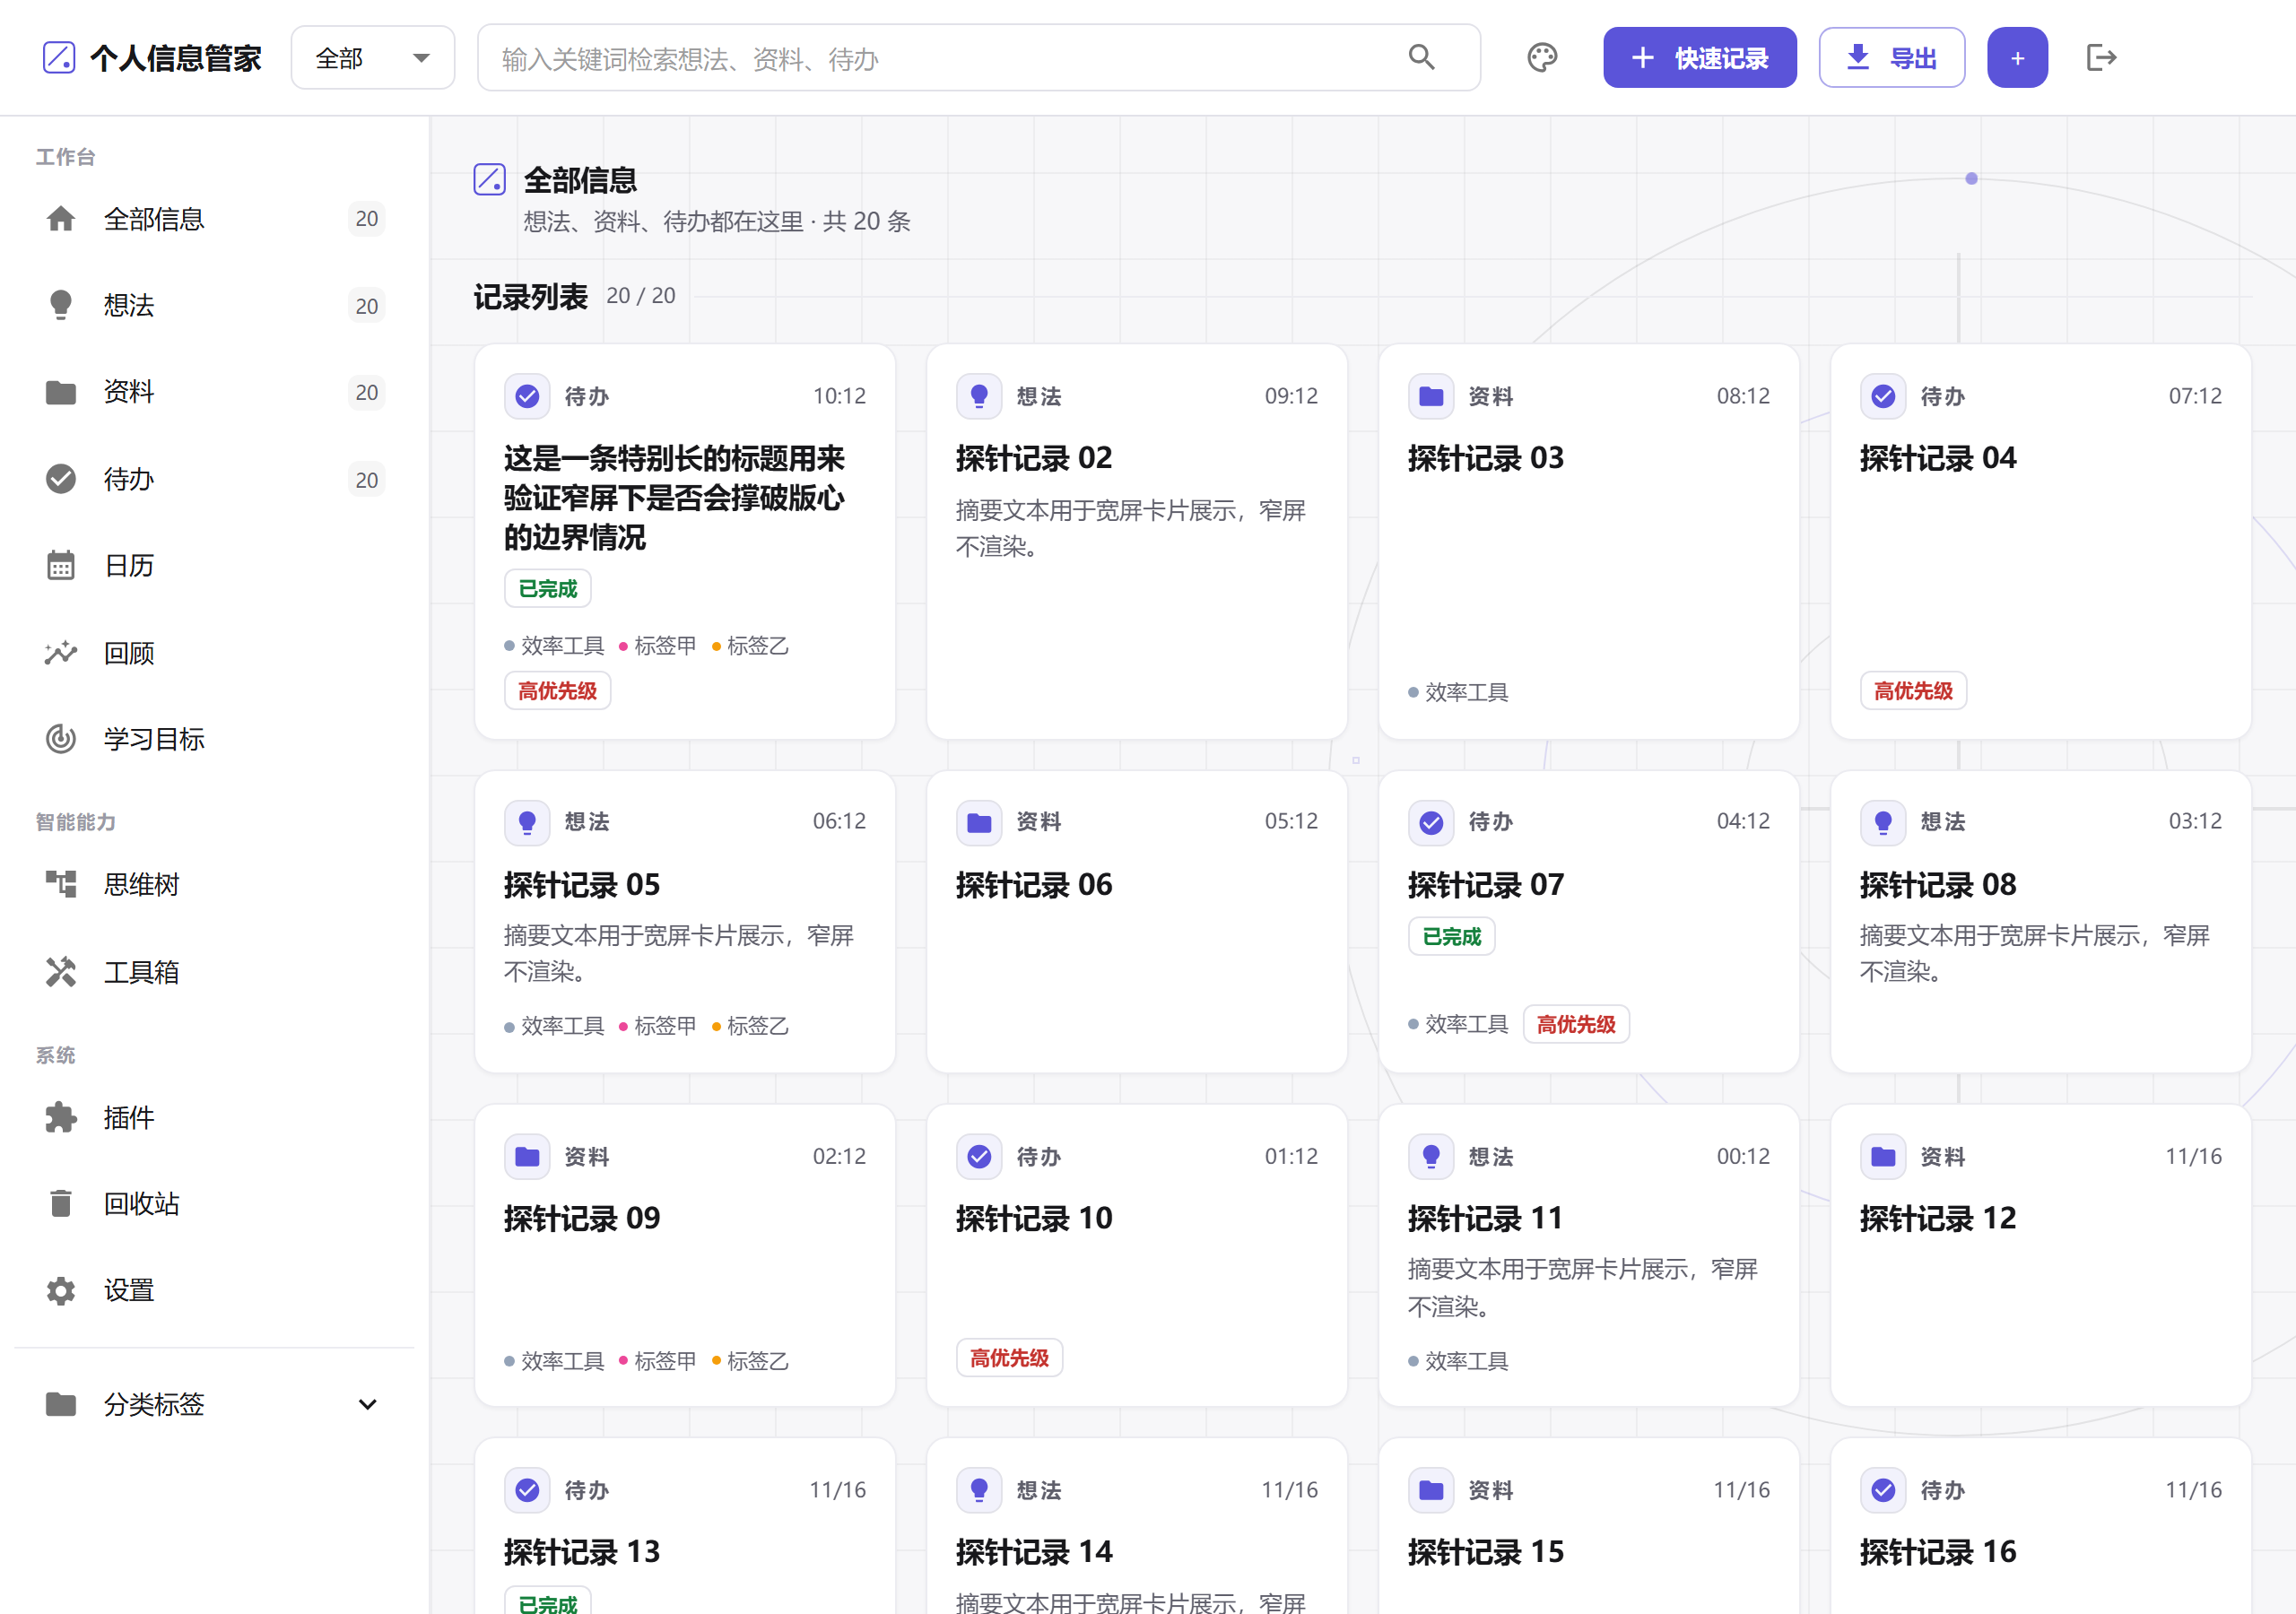 个人信息管家
全部
输入关键词检索想法、资料、待办
快速记录
导出
+
工作台
全部信息 20
想法 20
资料 20
待办 20
日历
回顾
学习目标
智能能力
思维树
工具箱
系统
插件
回收站
设置
分类标签
全部信息
想法、资料、待办都在这里 · 共 20 条
记录列表 20 / 20
待办 10:12
这是一条特别长的标题用来
验证窄屏下是否会撑破版心
的边界情况
已完成
效率工具 标签甲 标签乙
高优先级
想法 09:12
探针记录 02
摘要文本用于宽屏卡片展示，窄屏
不渲染。
资料 08:12
探针记录 03
效率工具
待办 07:12
探针记录 04
高优先级
想法 06:12
探针记录 05
摘要文本用于宽屏卡片展示，窄屏
不渲染。
效率工具 标签甲 标签乙
资料 05:12
探针记录 06
待办 04:12
探针记录 07
已完成
效率工具 高优先级
想法 03:12
探针记录 08
摘要文本用于宽屏卡片展示，窄屏
不渲染。
资料 02:12
探针记录 09
效率工具 标签甲 标签乙
待办 01:12
探针记录 10
高优先级
想法 00:12
探针记录 11
摘要文本用于宽屏卡片展示，窄屏
不渲染。
效率工具
资料 11/16
探针记录 12
待办 11/16
探针记录 13
已完成
想法 11/16
探针记录 14
摘要文本用于宽屏卡片展示，窄屏
资料 11/16
探针记录 15
待办 11/16
探针记录 16